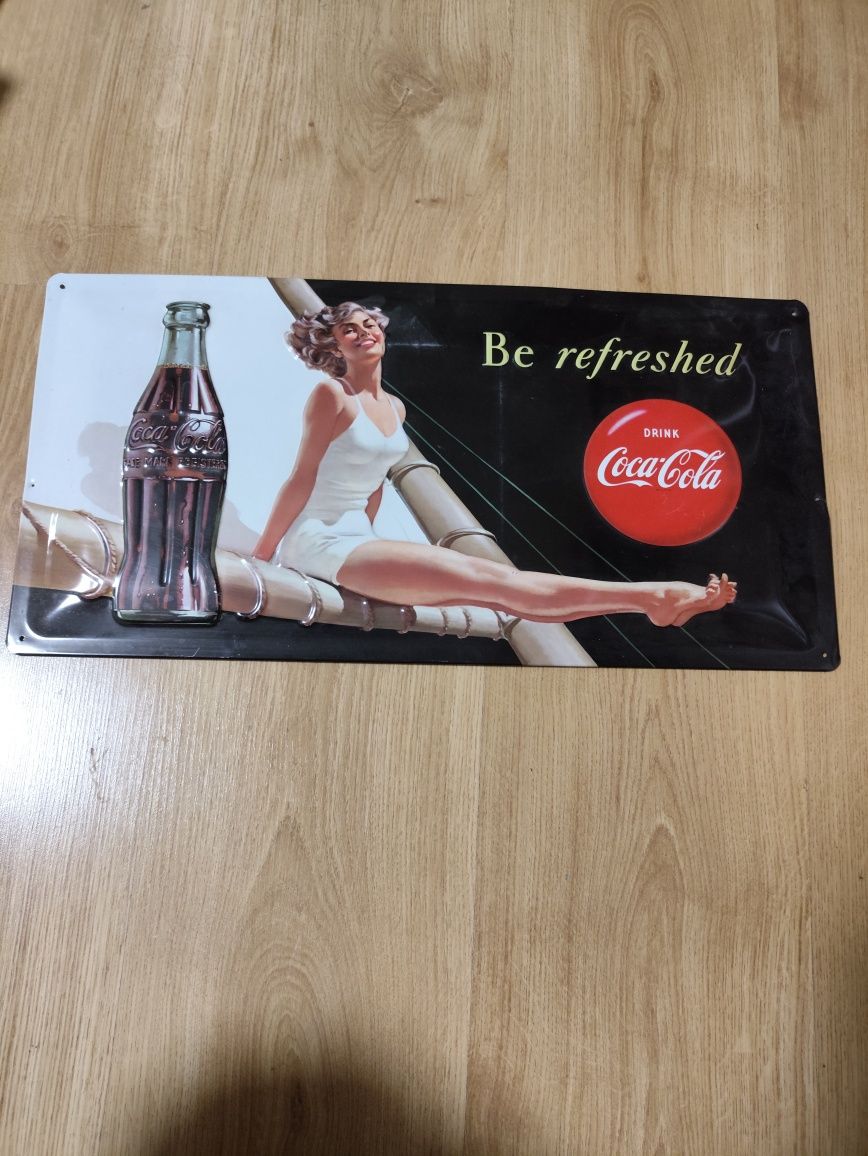 Be refreshed
DRINK
Coca-Cola
Coca-Cola